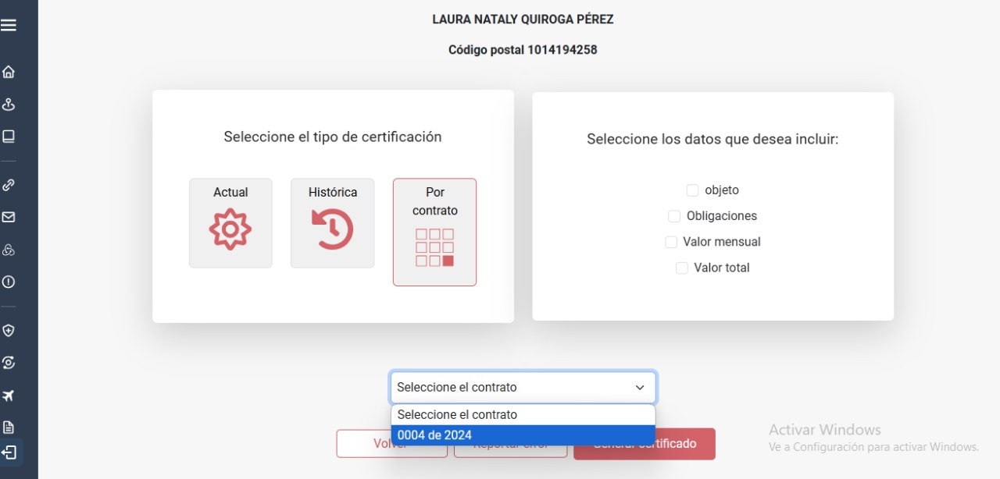 LAURA NATALY QUIROGA PÉREZ
Código postal 1014194258
Seleccione el tipo de certificación
Actual
Histórica
Por
contrato
Seleccione los datos que desea incluir:
objeto
Obligaciones
Valor mensual
Valor total
Seleccione el contrato
Seleccione el contrato
0004 de 2024
Volver
Reportar error
Generar certificado
Activar Windows
Ve a Configuración para activar Windows.